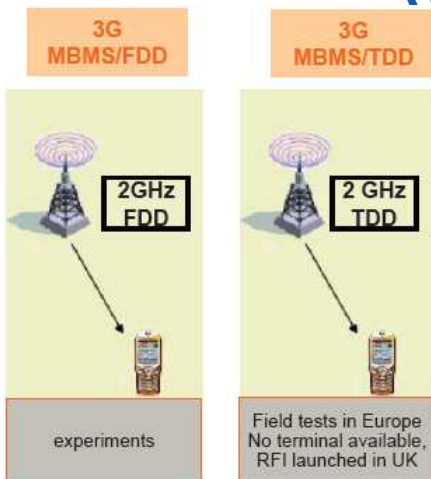 3G
MBMS/FDD
2GHz
FDD
experiments
3G
MBMS/TDD
2 GHz
TDD
Field tests in Europe
No terminal available,
RFI launched in UK